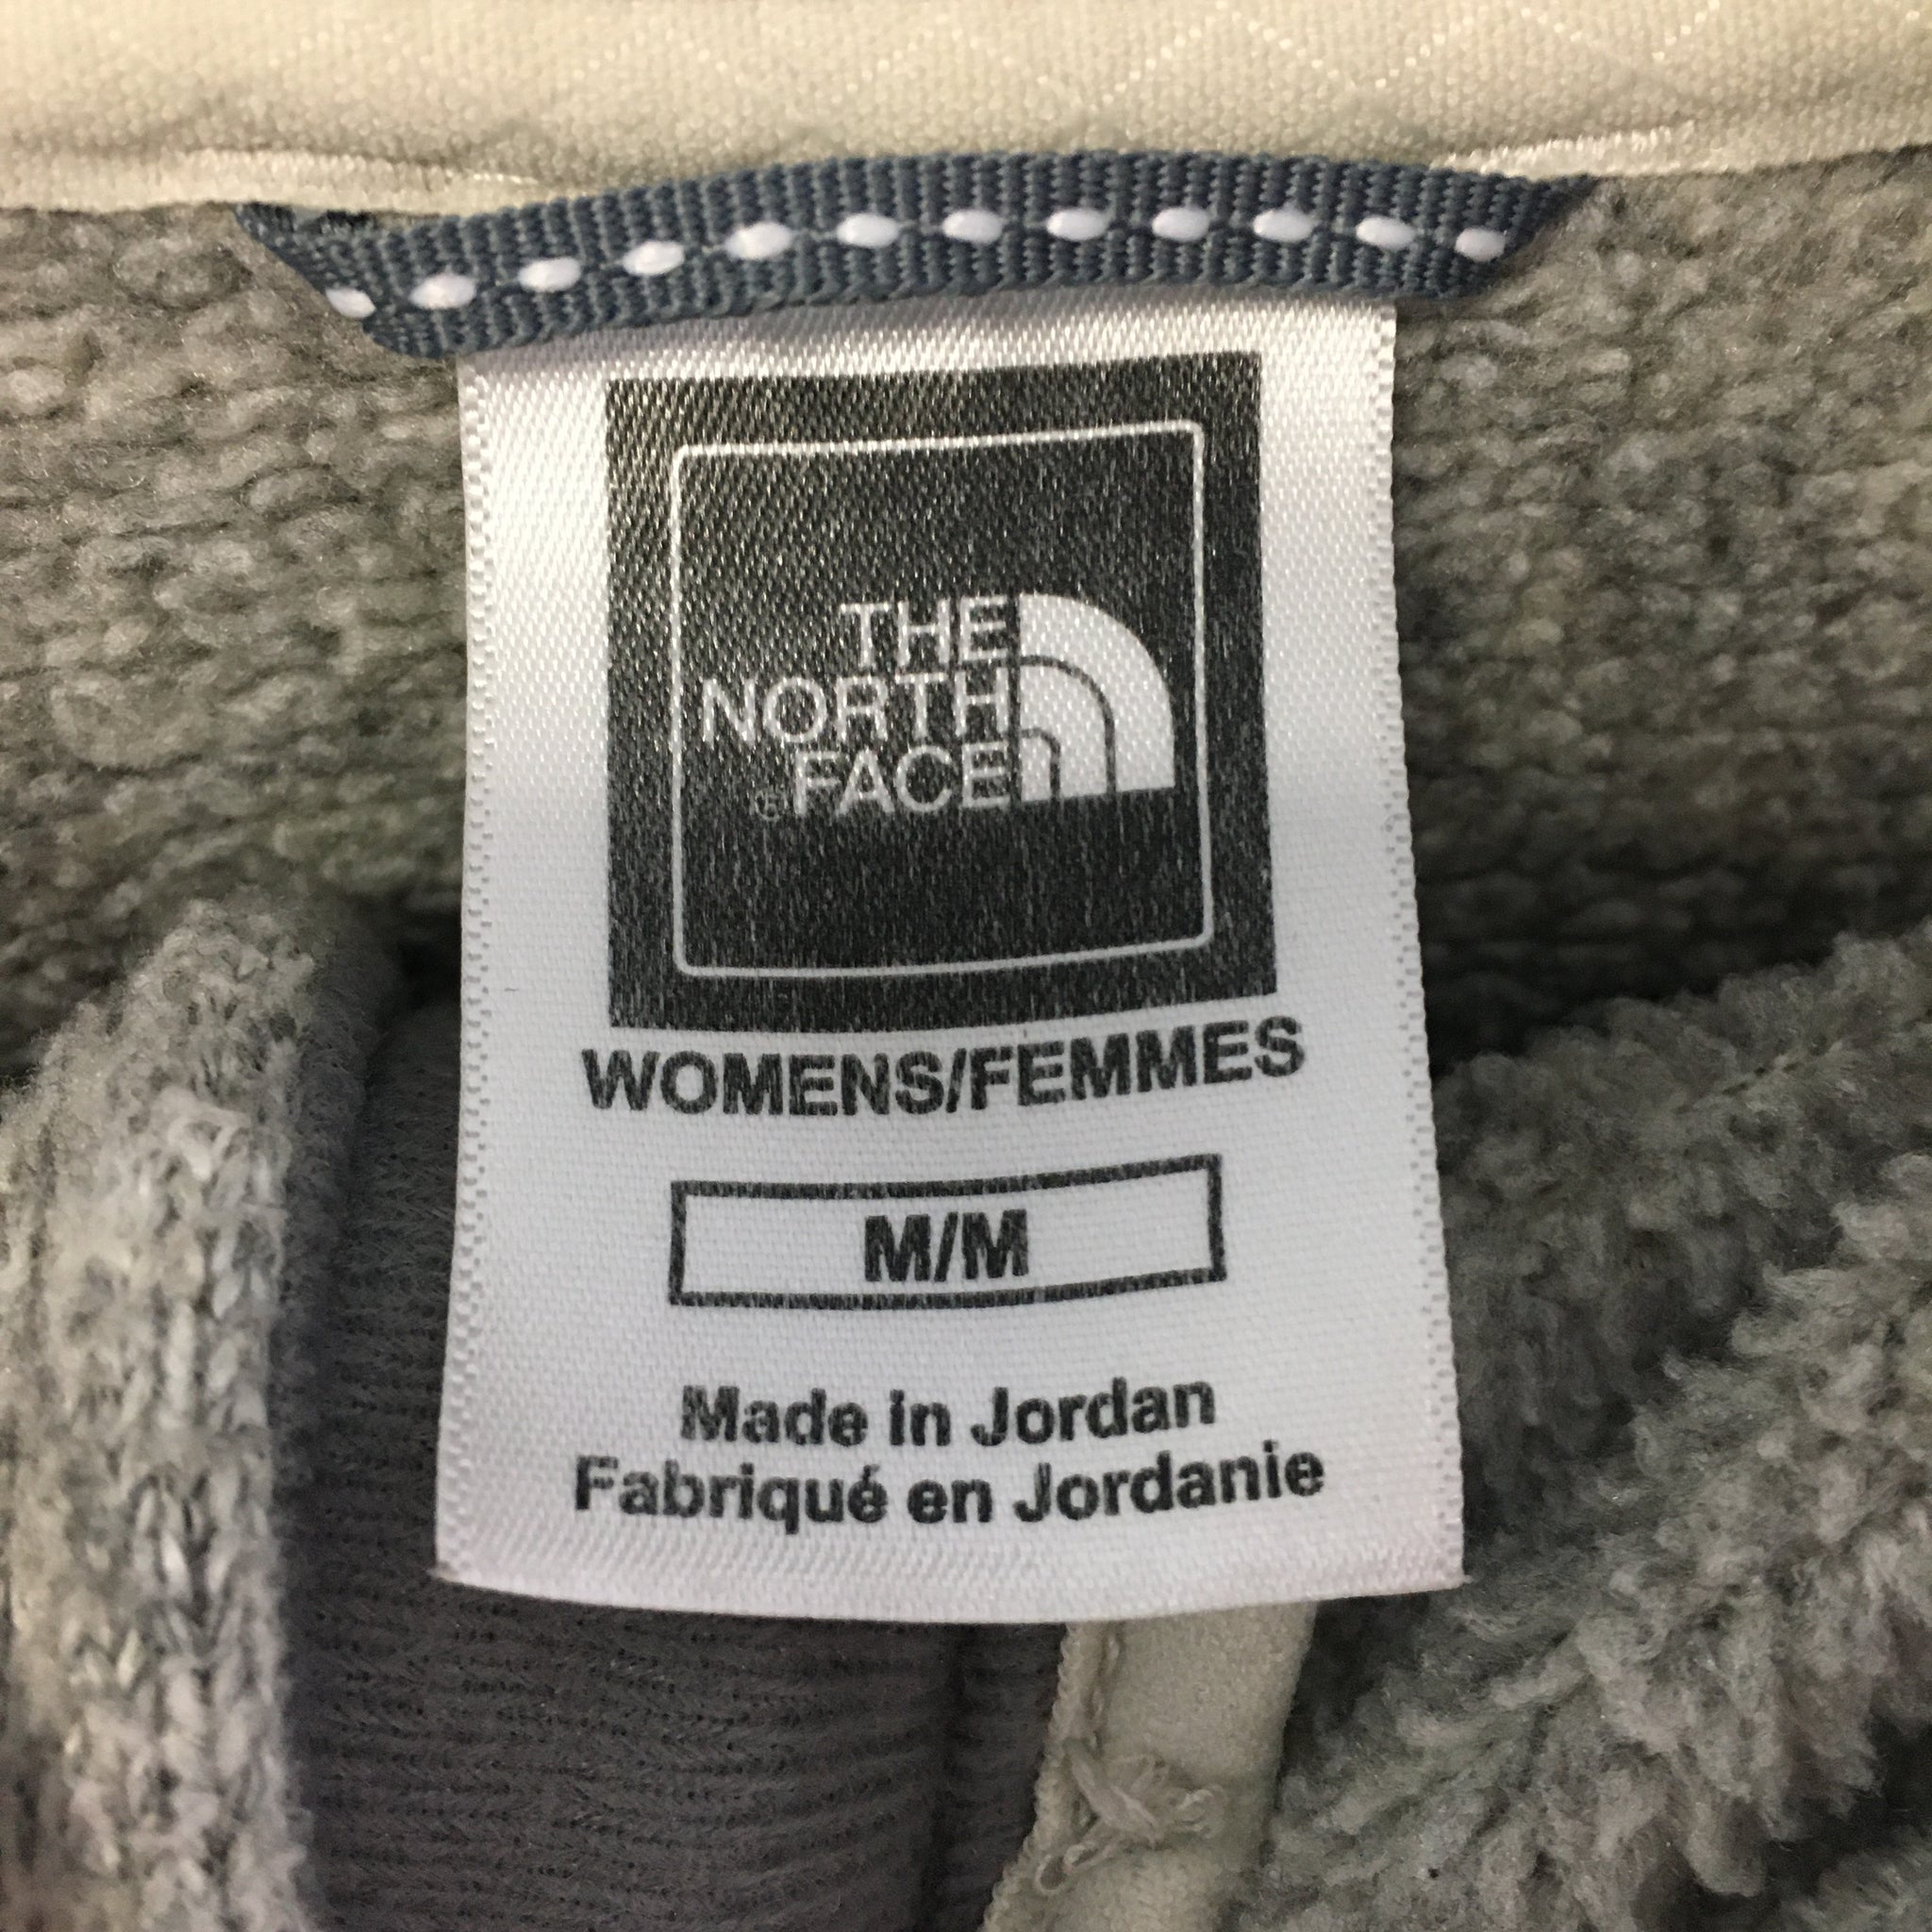 THE
NORTH
®FACE
WOMENS/FEMMES
M/M
Made in Jordan
Fabriqué en Jordanie